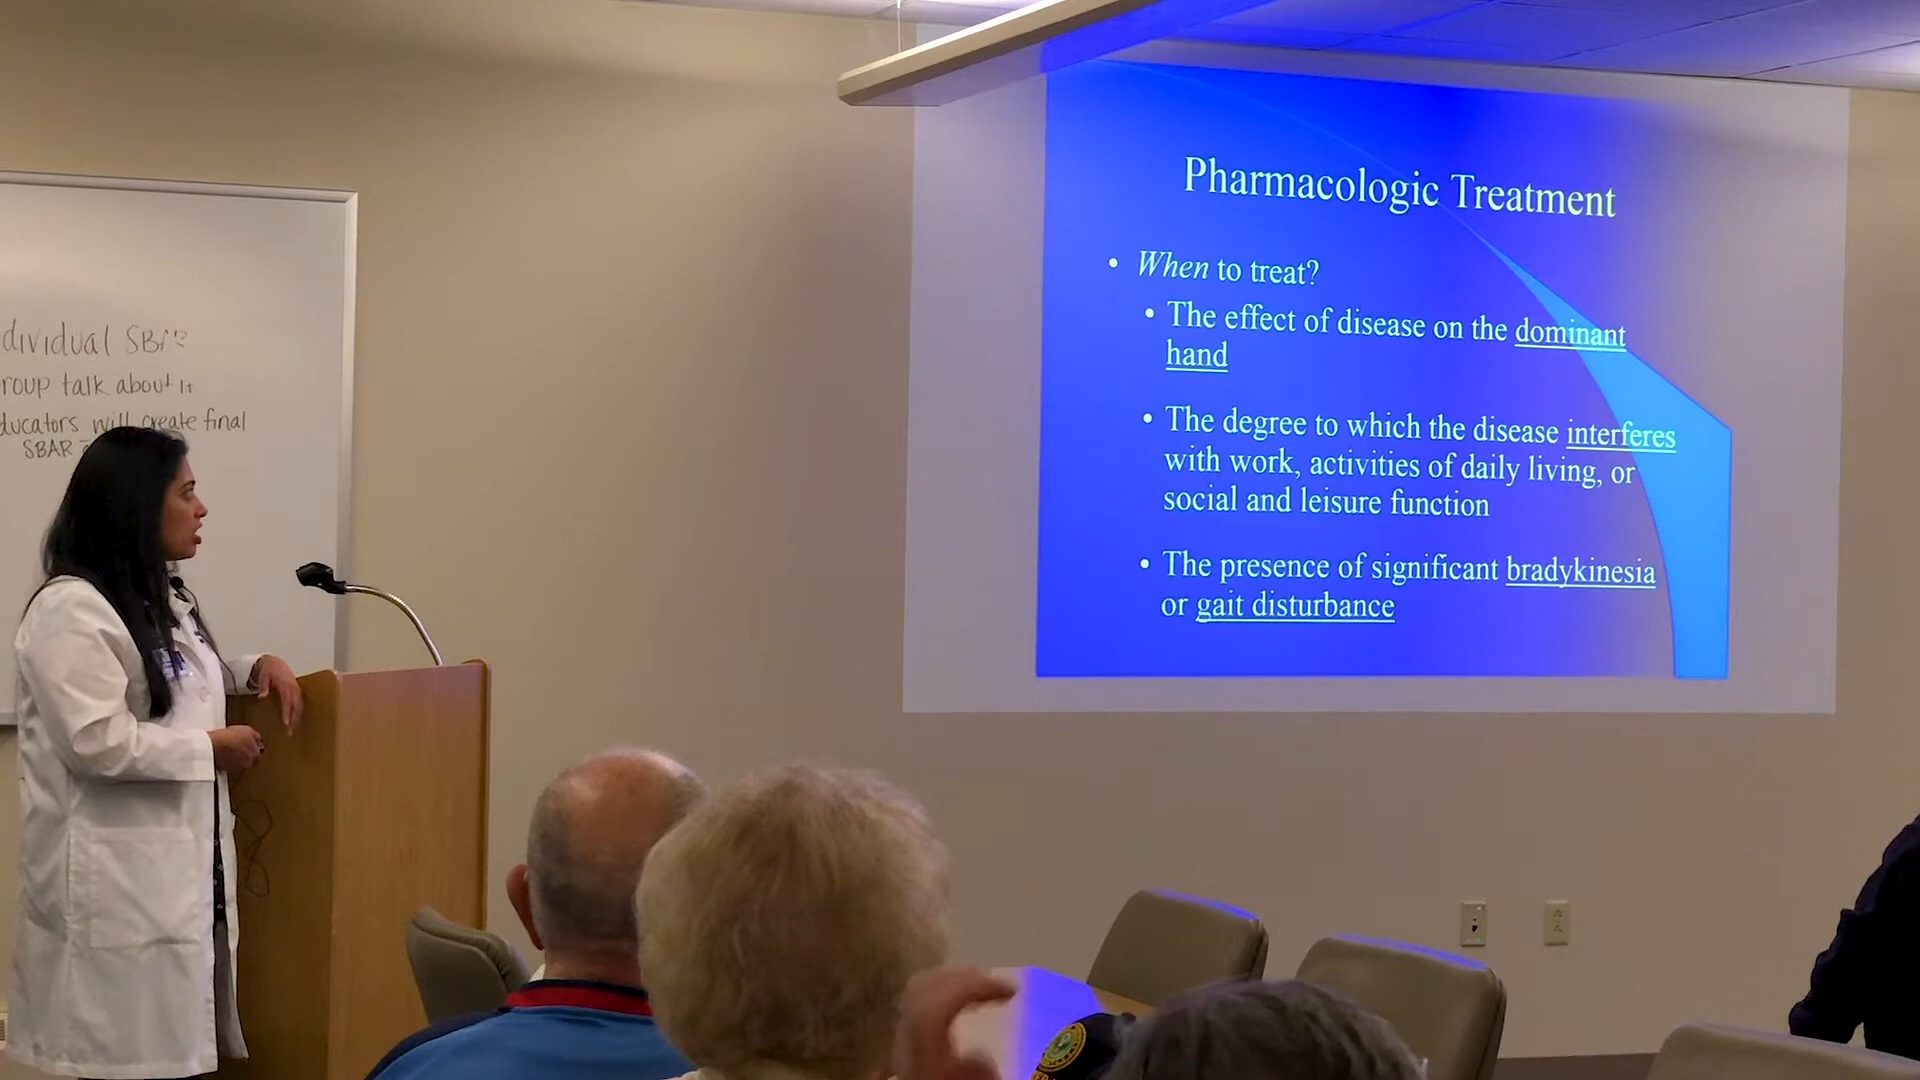 dividual SBAR
roup talk about it
ducators will create final
SBAR
Pharmacologic Treatment
• When to treat?
• The effect of disease on the dominant
hand
• The degree to which the disease interferes
with work, activities of daily living, or
social and leisure function
• The presence of significant bradykinesia
or gait disturbance